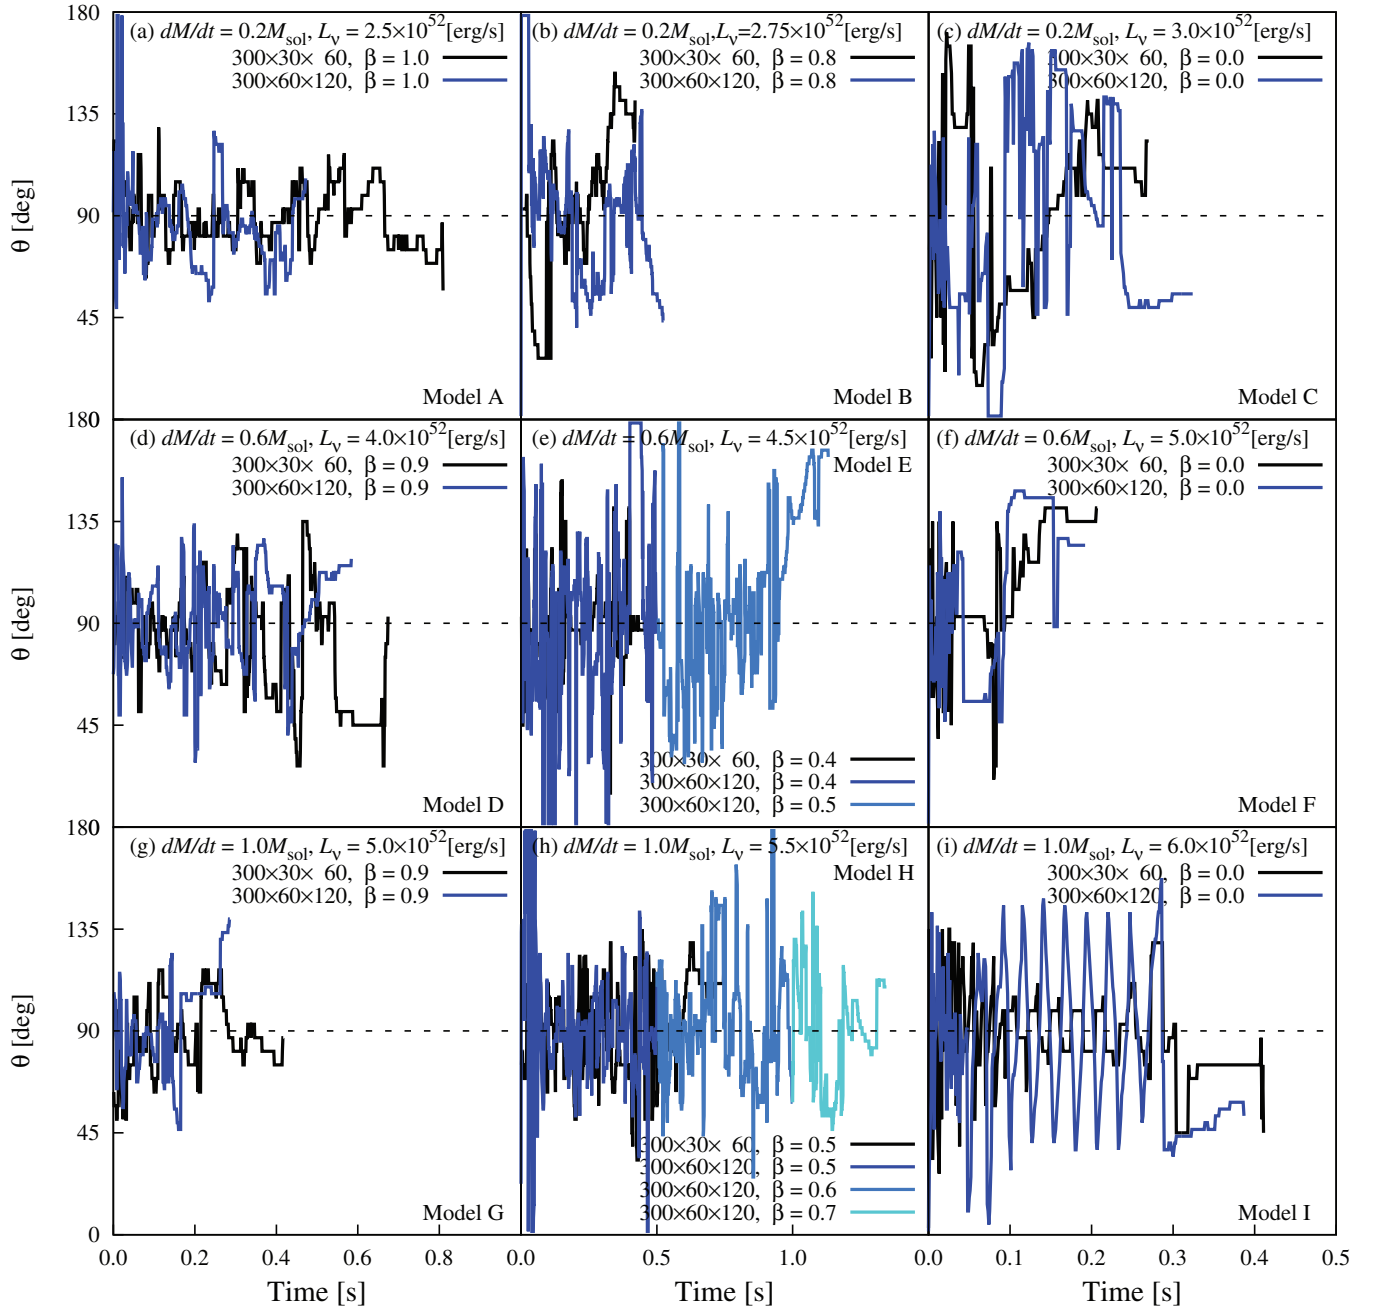 180
(a) dM/dt = 0.2M_sol, L_ν = 2.5×10^52 [erg/s]
300×30× 60, β = 1.0
300×60×120, β = 1.0
(b) dM/dt = 0.2M_sol, L_ν=2.75×10^52 [erg/s]
300×30× 60, β = 0.8
300×60×120, β = 0.8
(c) dM/dt = 0.2M_sol, L_ν = 3.0×10^52 [erg/s]
300×30× 60, β = 0.0
300×60×120, β = 0.0
135
90
45
θ [deg]
Model A
Model B
Model C
180
(d) dM/dt = 0.6M_sol, L_ν = 4.0×10^52 [erg/s]
300×30× 60, β = 0.9
300×60×120, β = 0.9
(e) dM/dt = 0.6M_sol, L_ν = 4.5×10^52 [erg/s]
Model E
(f) dM/dt = 0.6M_sol, L_ν = 5.0×10^52 [erg/s]
300×30× 60, β = 0.0
300×60×120, β = 0.0
135
90
45
θ [deg]
Model D
300×30× 60, β = 0.4
300×60×120, β = 0.4
300×60×120, β = 0.5
Model F
180
(g) dM/dt = 1.0M_sol, L_ν = 5.0×10^52 [erg/s]
300×30× 60, β = 0.9
300×60×120, β = 0.9
(h) dM/dt = 1.0M_sol, L_ν = 5.5×10^52 [erg/s]
Model H
(i) dM/dt = 1.0M_sol, L_ν = 6.0×10^52 [erg/s]
300×30× 60, β = 0.0
300×60×120, β = 0.0
135
90
45
0
θ [deg]
Model G
300×30× 60, β = 0.5
300×60×120, β = 0.5
300×60×120, β = 0.6
300×60×120, β = 0.7
Model I
0.0 0.2 0.4 0.6 0.8
0.0 0.5 1.0
0.0 0.1 0.2 0.3 0.4 0.5
Time [s]
Time [s]
Time [s]